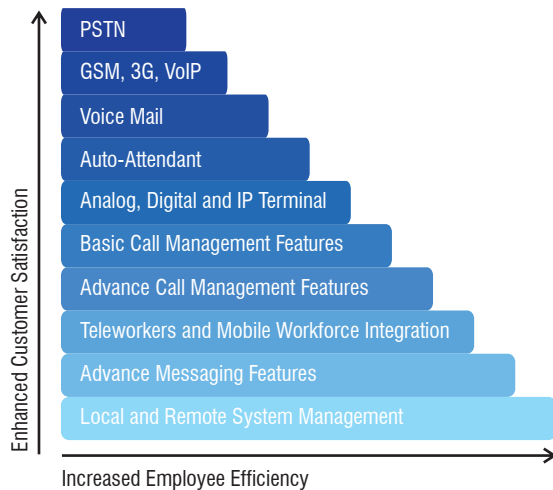 PSTN
GSM, 3G, VoIP
Voice Mail
Auto-Attendant
Analog, Digital and IP Terminal
Basic Call Management Features
Advance Call Management Features
Teleworkers and Mobile Workforce Integration
Advance Messaging Features
Local and Remote System Management
Enhanced Customer Satisfaction
Increased Employee Efficiency